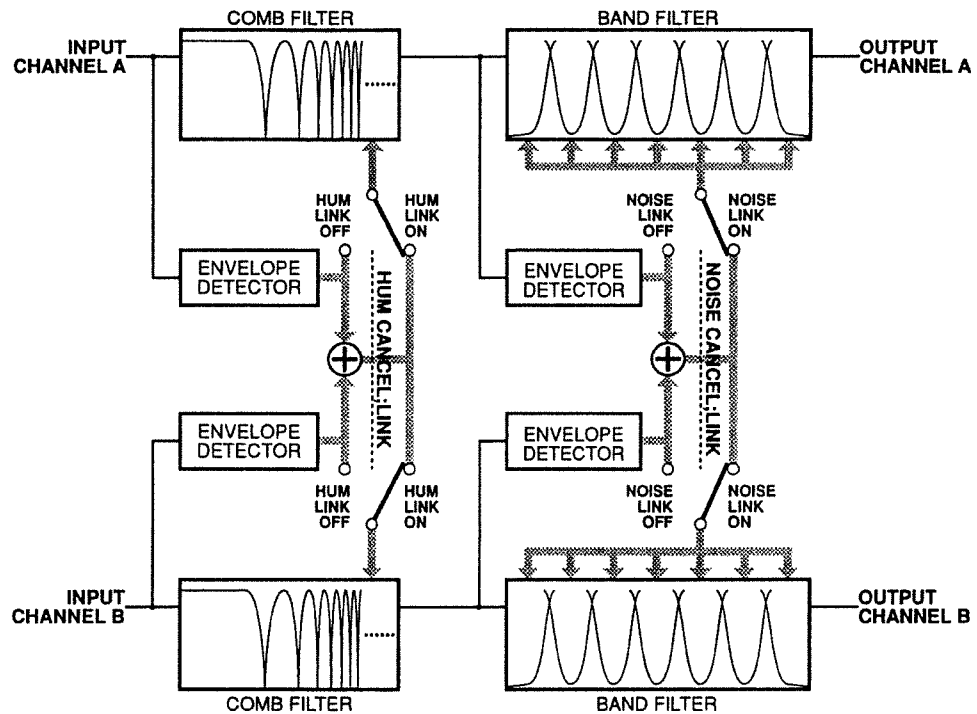 COMB FILTER
BAND FILTER
INPUT
CHANNEL A
OUTPUT
CHANNEL A
HUM
LINK
OFF
HUM
LINK
ON
NOISE
LINK
OFF
NOISE
LINK
ON
ENVELOPE
DETECTOR
ENVELOPE
DETECTOR
HUM CANCEL;LINK
NOISE CANCEL;LINK
ENVELOPE
DETECTOR
ENVELOPE
DETECTOR
HUM
LINK
OFF
HUM
LINK
ON
NOISE
LINK
OFF
NOISE
LINK
ON
INPUT
CHANNEL B
OUTPUT
CHANNEL B
COMB FILTER
BAND FILTER